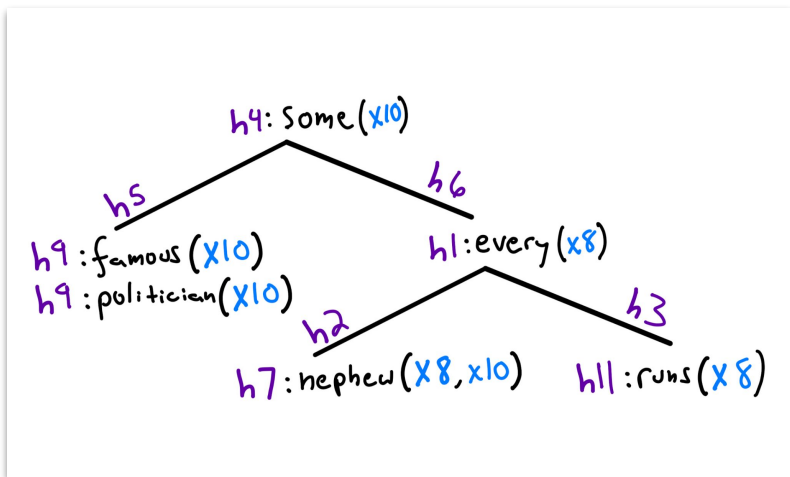 h4: some(x10)
h5
h6
h9: famous(x10)
h9: politician(x10)
h1: every(x8)
h2
h3
h7: nephew(x8,x10)
h11: runs(x8)